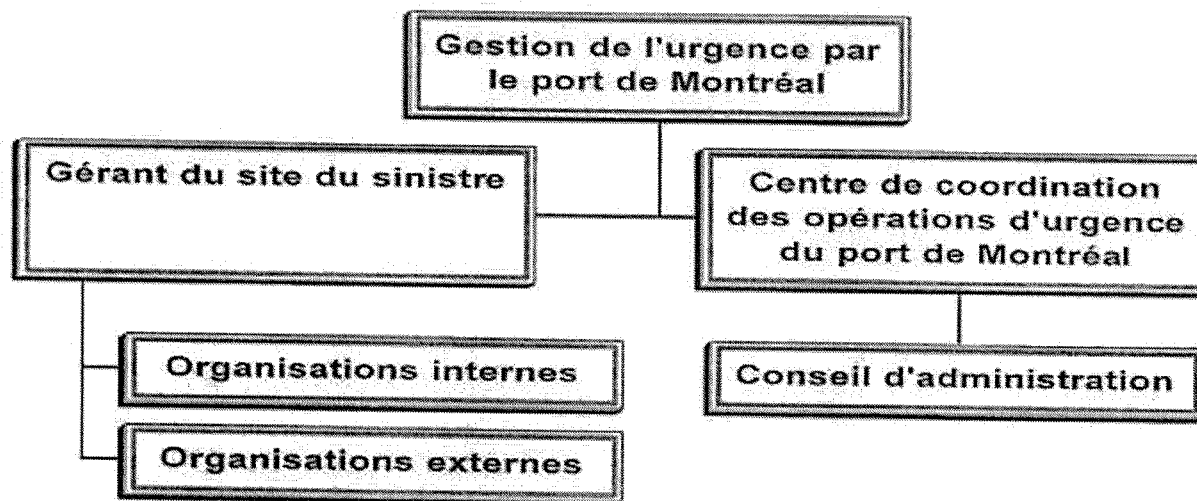 Gestion de l'urgence par
le port de Montréal
Gérant du site du sinistre
Centre de coordination
des opérations d'urgence
du port de Montréal
Organisations internes
Conseil d'administration
Organisations externes